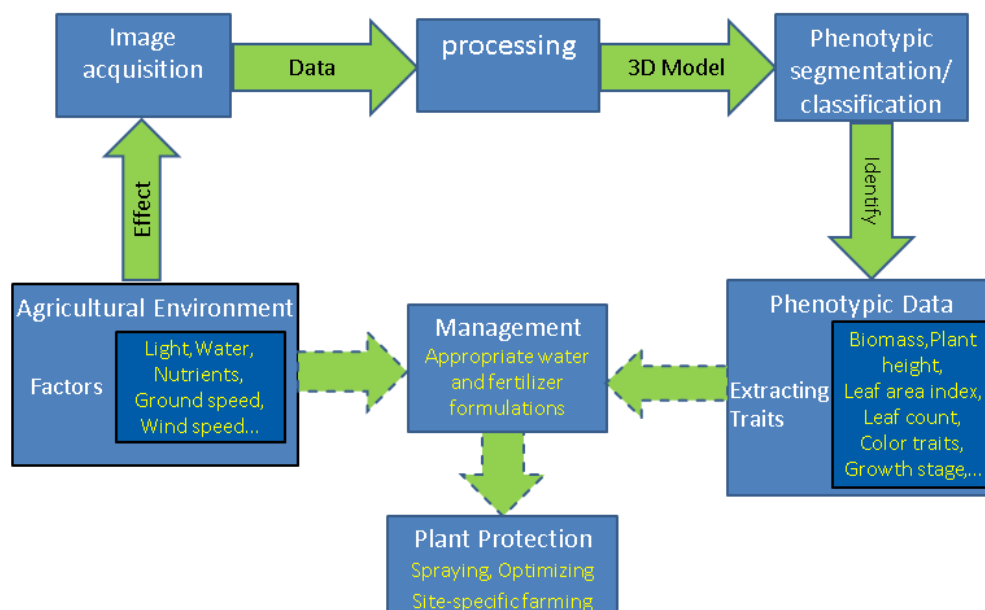 Image
acquisition
Data
processing
3D Model
Phenotypic
segmentation/
classification
Effect
Identify
Agricultural Environment
Factors
Light,Water,
Nutrients,
Ground speed,
Wind speed...
Management
Appropriate water
and fertilizer
formulations
Phenotypic Data
Extracting
Traits
Biomass,Plant
height,
Leaf area index,
Leaf count,
Color traits,
Growth stage,...
Plant Protection
Spraying, Optimizing
Site-specific farming